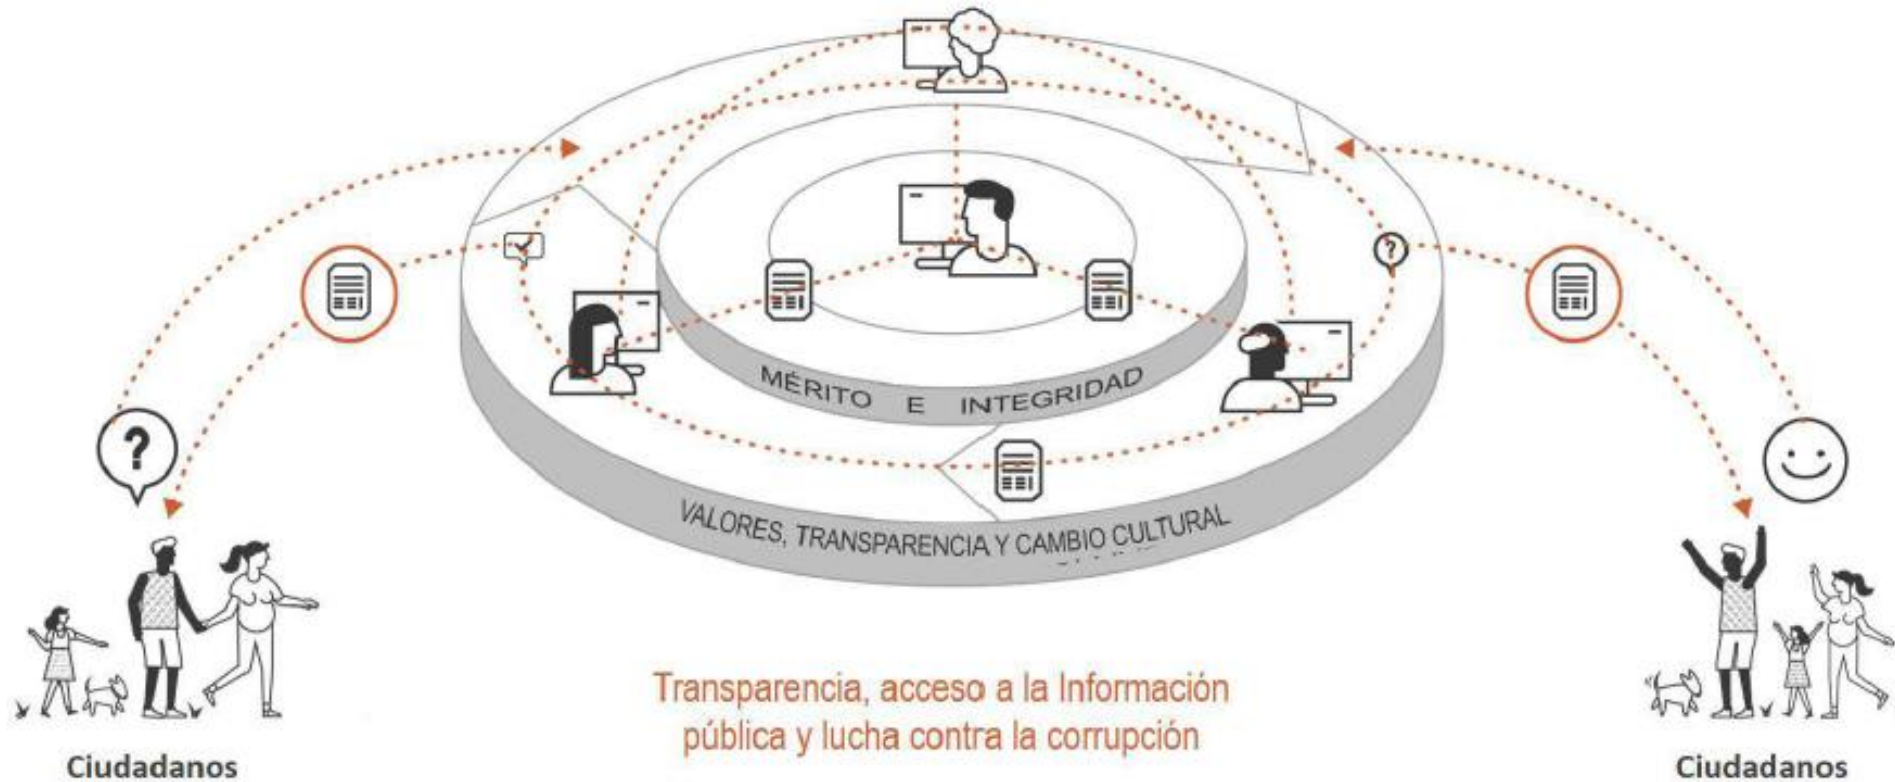 ?
MÉRITO E INTEGRIDAD
?
VALORES, TRANSPARENCIA Y CAMBIO CULTURAL
Transparencia, acceso a la Información
pública y lucha contra la corrupción
Ciudadanos
Ciudadanos